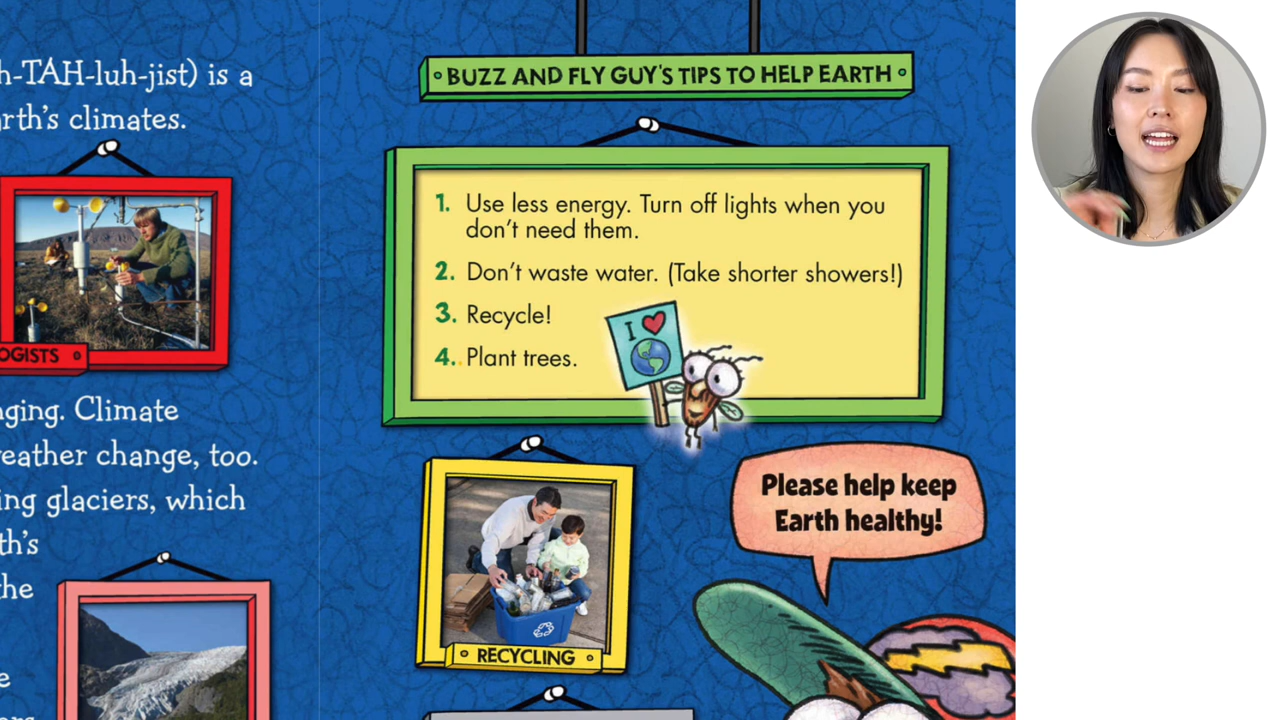 h-TAH-luh-jist) is a
arth's climates.
OGISTS
nging. Climate
eather change, too.
ing glaciers, which
th's
the
e
BUZZ AND FLY GUY'S TIPS TO HELP EARTH
1. Use less energy. Turn off lights when you
don't need them.
2. Don't waste water. (Take shorter showers!)
3. Recycle!
4. Plant trees.
I
RECYCLING
Please help keep
Earth healthy!